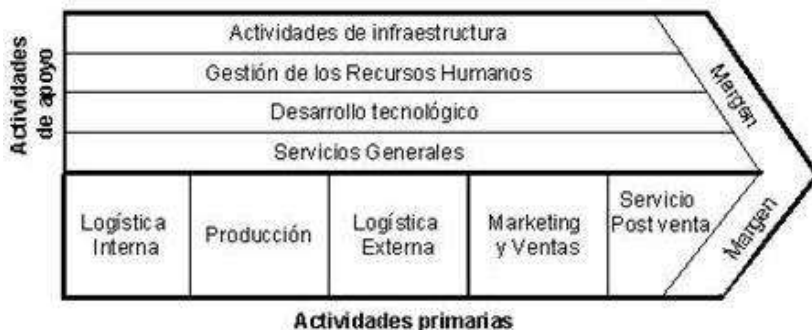 Actividades
de apoyo
Actividades de infraestructura
Gestión de los Recursos Humanos
Desarrollo tecnológico
Servicios Generales
Margen
Logística
Interna
Producción
Logística
Externa
Marketing
y Ventas
Servicio
Post venta
Margen
Actividades primarias